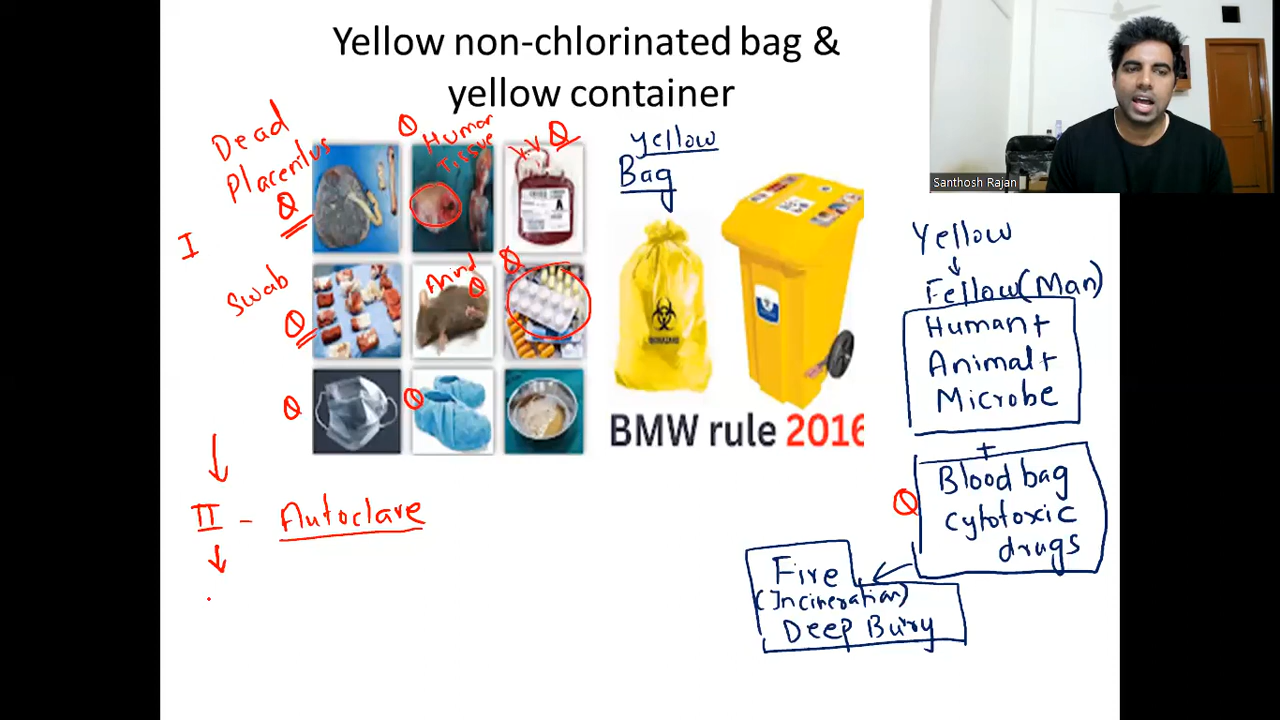 Yellow non-chlorinated bag &
yellow container
Dead
Placentus
Q
Q
Human
Tissue
Q
yellow
Bag
Santhosh Rajan
I
Swab
Q
Q
Q
Q
Q
BMW rule 2016
Yellow
Fellow (Man)
Human +
Animal +
Microbe
+
Q
Blood bag
cytotoxic
drugs
II - Autoclave
Fire
(Incineration)
Deep Bury